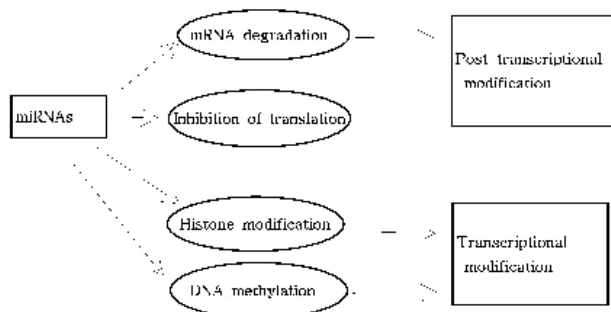 mRNA degradation
Post transcriptional
modification
miRNAs
Inhibition of translation
Histone modification
Transcriptional
modification
DNA methylation